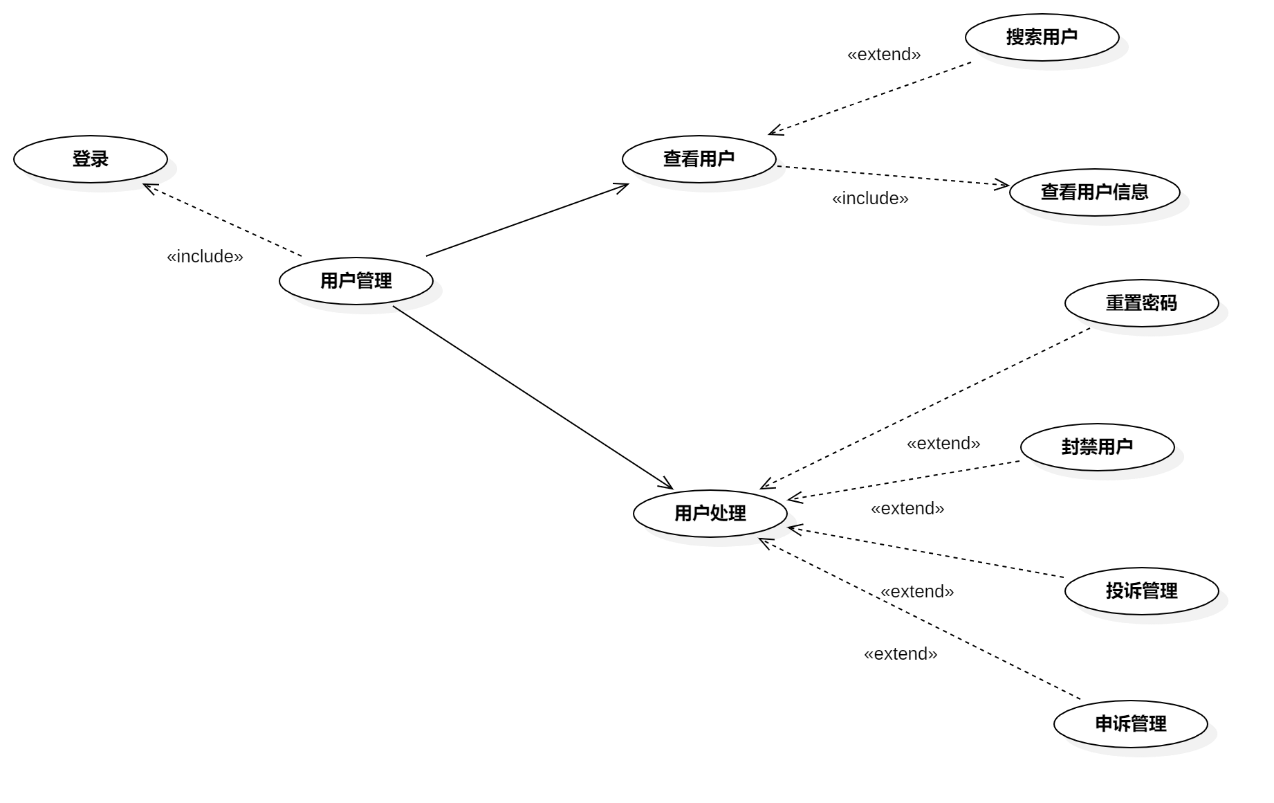 搜索用户
«extend»
登录
查看用户
查看用户信息
«include»
«include»
用户管理
重置密码
«extend»
封禁用户
«extend»
用户处理
«extend»
投诉管理
«extend»
申诉管理